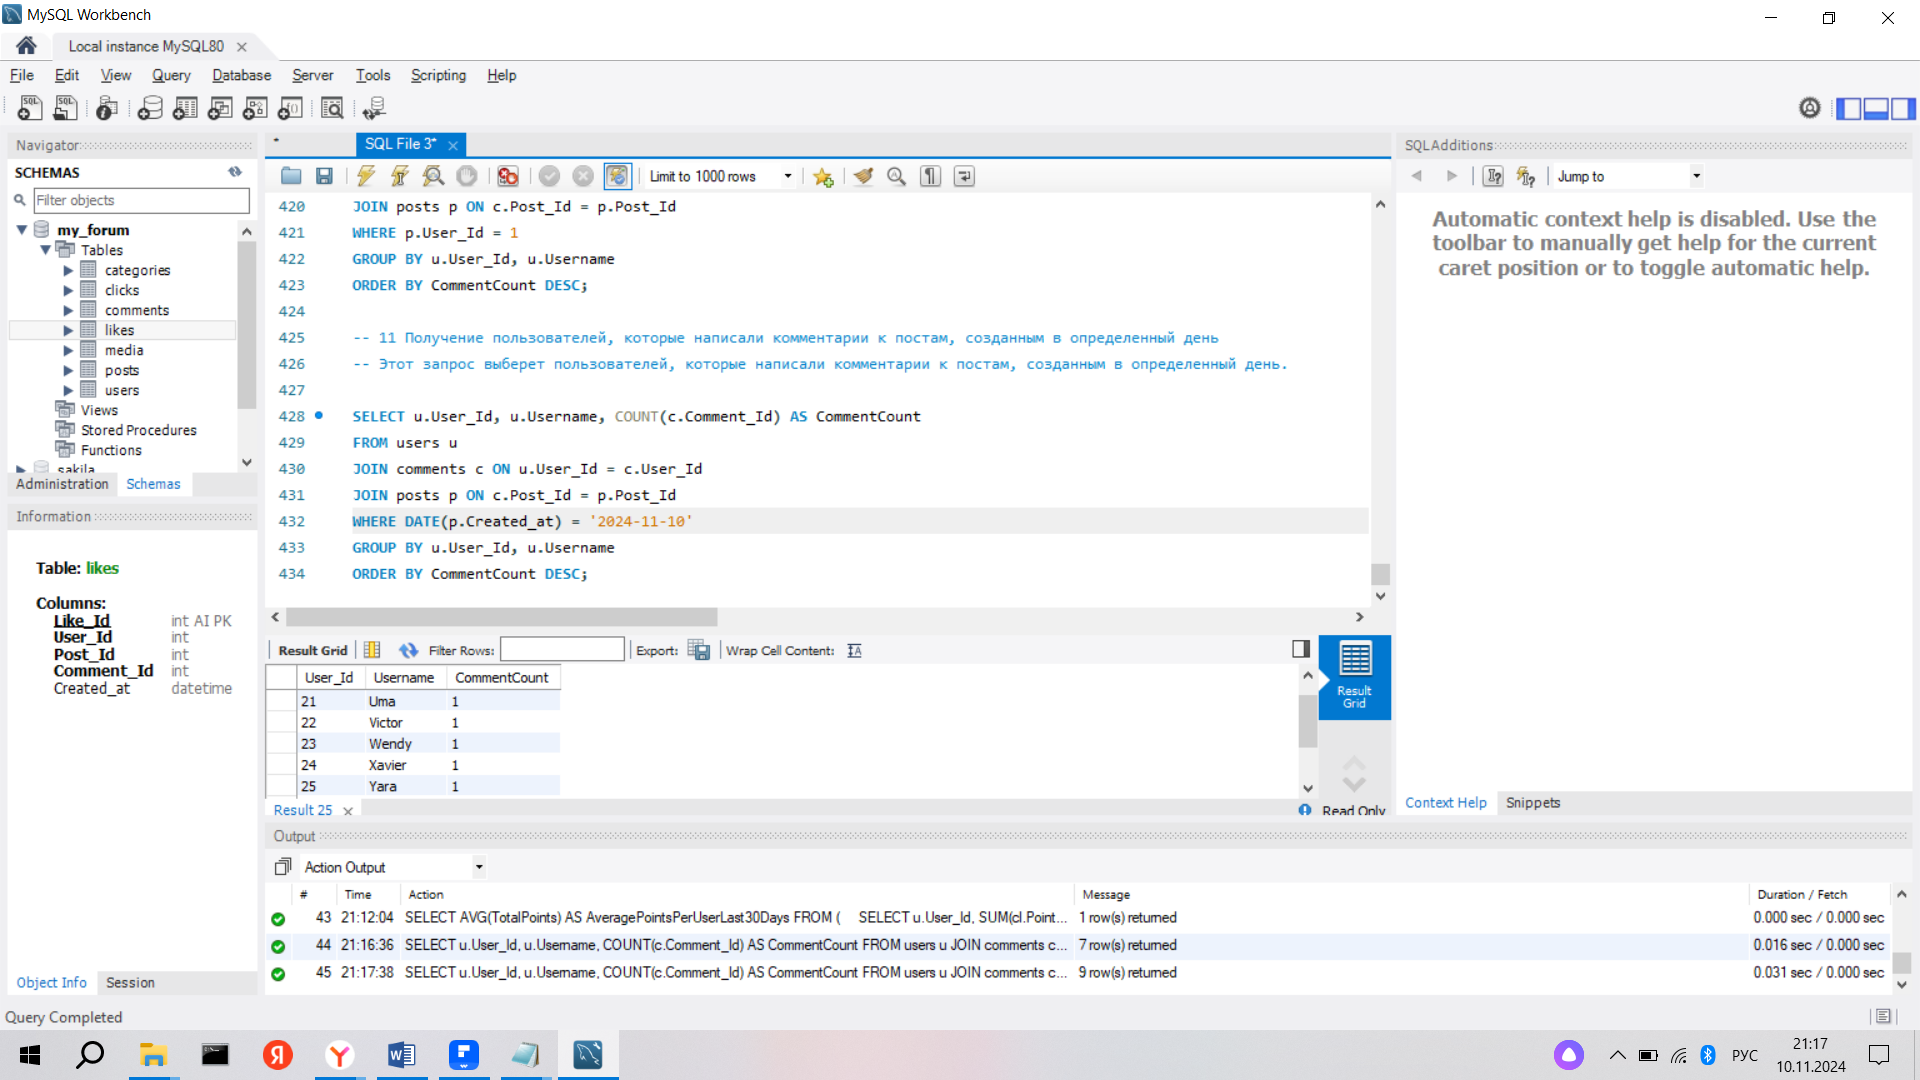 MySQL Workbench
Local instance MySQL80
File Edit View Query Database Server Tools Scripting Help
Navigator
SCHEMAS
Filter objects
my_forum
Tables
categories
clicks
comments
likes
media
posts
users
Views
Stored Procedures
Functions
sakila
Administration Schemas
Information
Table: likes
Columns:
Like_Id int AI PK
User_Id int
Post_Id int
Comment_Id int
Created_at datetime
Object Info Session
SQL File 3*
Limit to 1000 rows
420 JOIN posts p ON c.Post_Id = p.Post_Id
421 WHERE p.User_Id = 1
422 GROUP BY u.User_Id, u.Username
423 ORDER BY CommentCount DESC;
424
425 -- 11 Получение пользователей, которые написали комментарии к постам, созданным в определенный день
426 -- Этот запрос выберет пользователей, которые написали комментарии к постам, созданным в определенный день.
427
428 SELECT u.User_Id, u.Username, COUNT(c.Comment_Id) AS CommentCount
429 FROM users u
430 JOIN comments c ON u.User_Id = c.User_Id
431 JOIN posts p ON c.Post_Id = p.Post_Id
432 WHERE DATE(p.Created_at) = '2024-11-10'
433 GROUP BY u.User_Id, u.Username
434 ORDER BY CommentCount DESC;
Result Grid Filter Rows: Export: Wrap Cell Content:
User_Id Username CommentCount
21 Uma 1
22 Victor 1
23 Wendy 1
24 Xavier 1
25 Yara 1
Result Grid
Result 25
Read Only
SQLAdditions
Jump to
Automatic context help is disabled. Use the
toolbar to manually get help for the current
caret position or to toggle automatic help.
Context Help Snippets
Output
Action Output
# Time Action Message Duration / Fetch
43 21:12:04 SELECT AVG(TotalPoints) AS AveragePointsPerUserLast30Days FROM ( SELECT u.User_Id, SUM(cl.Point... 1 row(s) returned 0.000 sec / 0.000 sec
44 21:16:36 SELECT u.User_Id, u.Username, COUNT(c.Comment_Id) AS CommentCount FROM users u JOIN comments c... 7 row(s) returned 0.016 sec / 0.000 sec
45 21:17:38 SELECT u.User_Id, u.Username, COUNT(c.Comment_Id) AS CommentCount FROM users u JOIN comments c... 9 row(s) returned 0.031 sec / 0.000 sec
Query Completed
РУС
21:17
10.11.2024